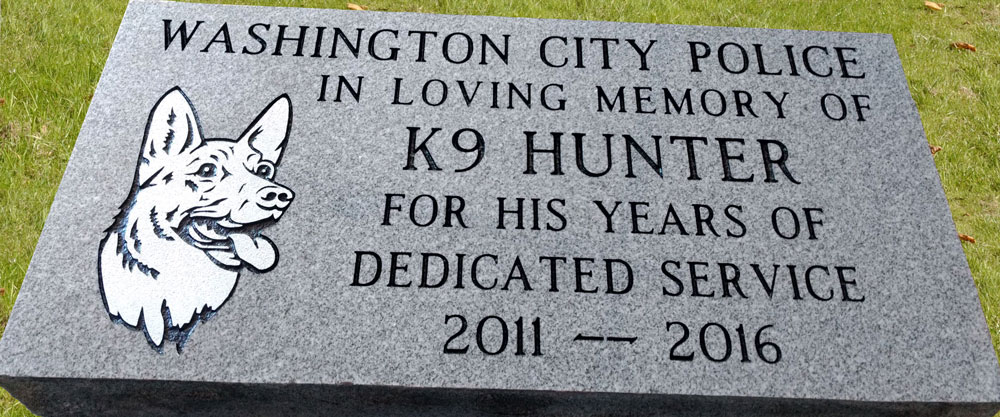 WASHINGTON CITY POLICE
IN LOVING MEMORY OF
K9 HUNTER
FOR HIS YEARS OF
DEDICATED SERVICE
2011 -- 2016